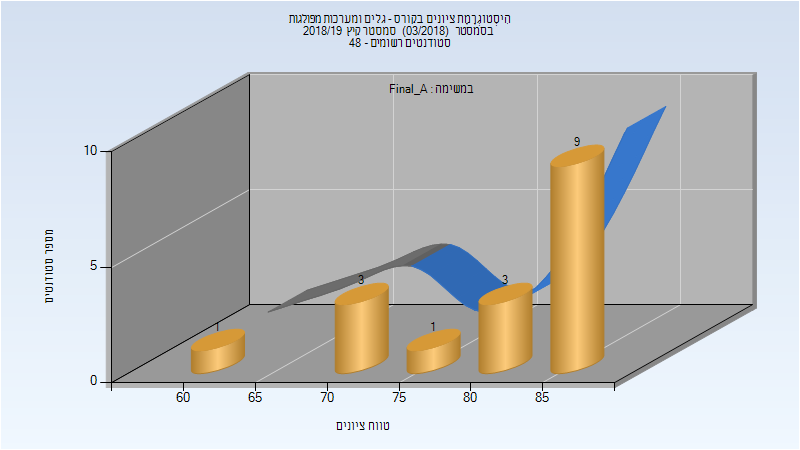 היסטוגרמת ציונים בקורס - גלים ומערכות מפולגות
בסמסטר (03/2018) סמסטר קיץ 2018/19
סטודנטים רשומים - 48
במשימה : Final_A
9
10
3
3
5
1
1
0
60
65
70
75
80
85
מספר סטודנטים
טווח ציונים